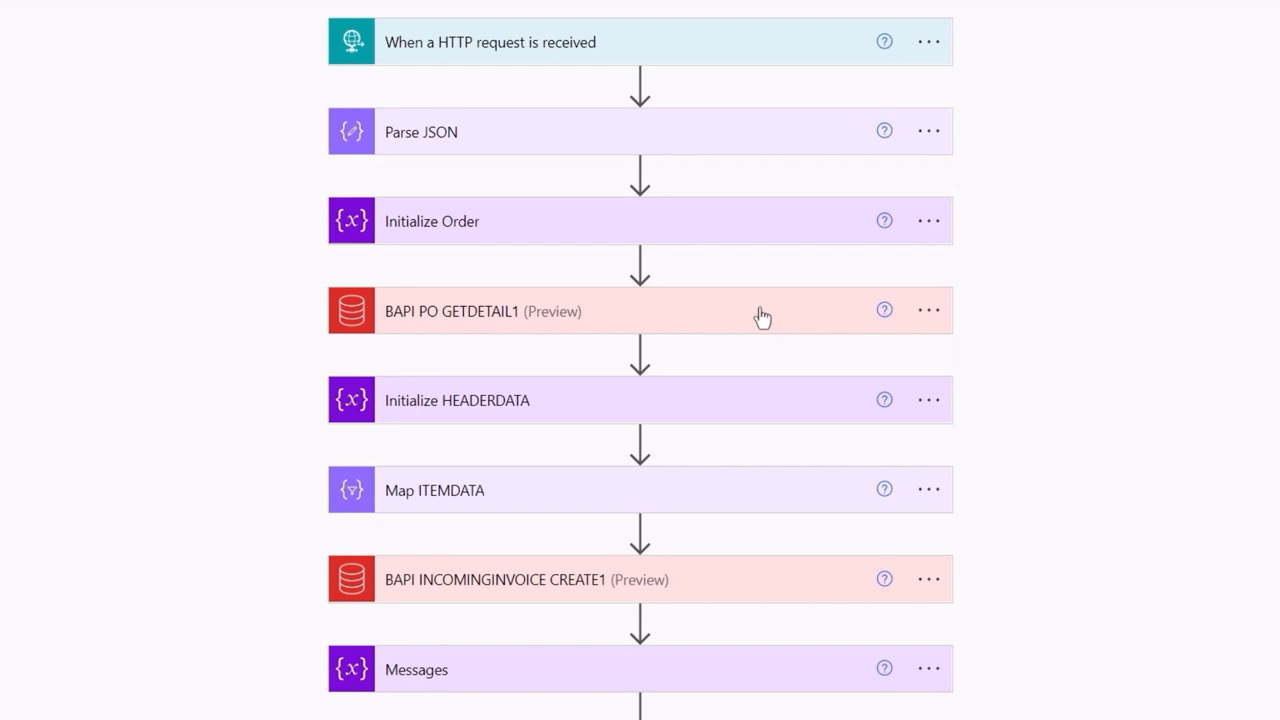 When a HTTP request is received
Parse JSON
{x} Initialize Order
BAPI PO GETDETAIL1 (Preview)
{x} Initialize HEADERDATA
Map ITEMDATA
BAPI INCOMINGINVOICE CREATE1 (Preview)
{x} Messages